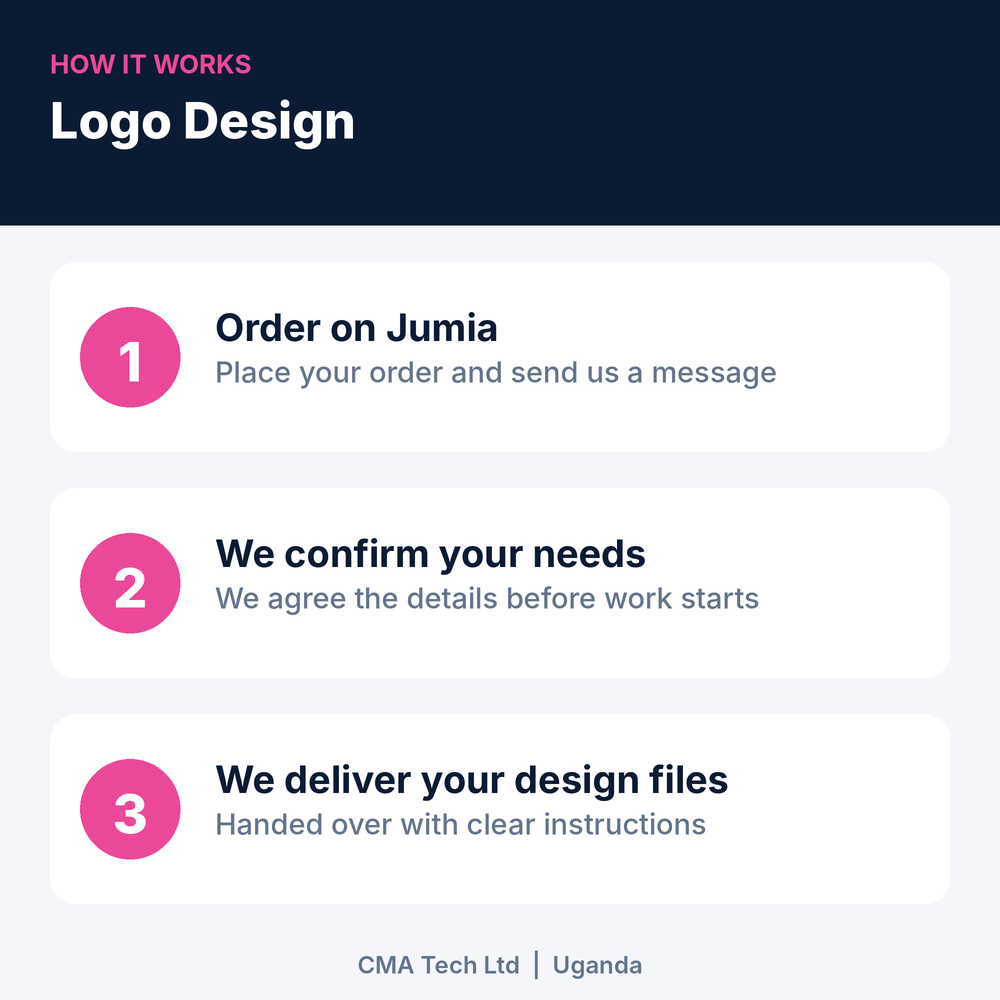 HOW IT WORKS
Logo Design
1
Order on Jumia
Place your order and send us a message
2
We confirm your needs
We agree the details before work starts
3
We deliver your design files
Handed over with clear instructions
CMA Tech Ltd | Uganda